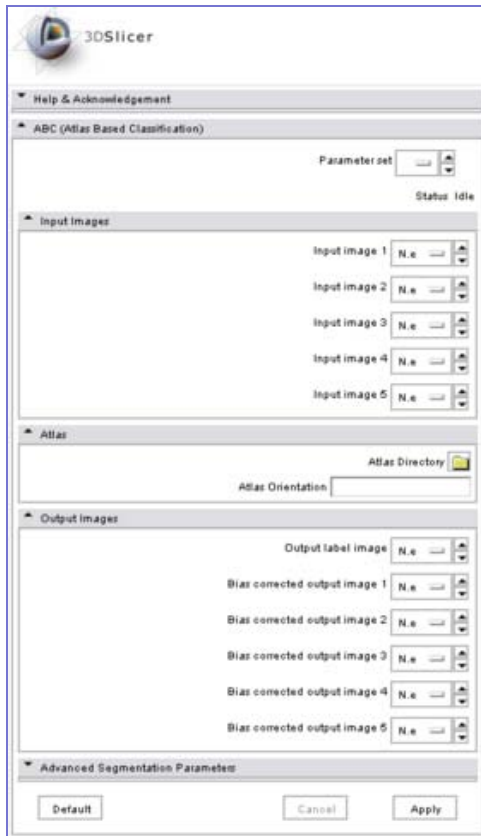 3DSlicer
Help & Acknowledgement
ABC (Atlas Based Classification)
Parameter set
Status Idle
Input Images
Input image 1 N.e
Input image 2 N.e
Input image 3 N.e
Input image 4 N.e
Input image 5 N.e
Atlas
Atlas Directory
Atlas Orientation
Output Images
Output label image N.e
Bias corrected output image 1 N.e
Bias corrected output image 2 N.e
Bias corrected output image 3 N.e
Bias corrected output image 4 N.e
Bias corrected output image 5 N.e
Advanced Segmentation Parameters
Default Cancel Apply